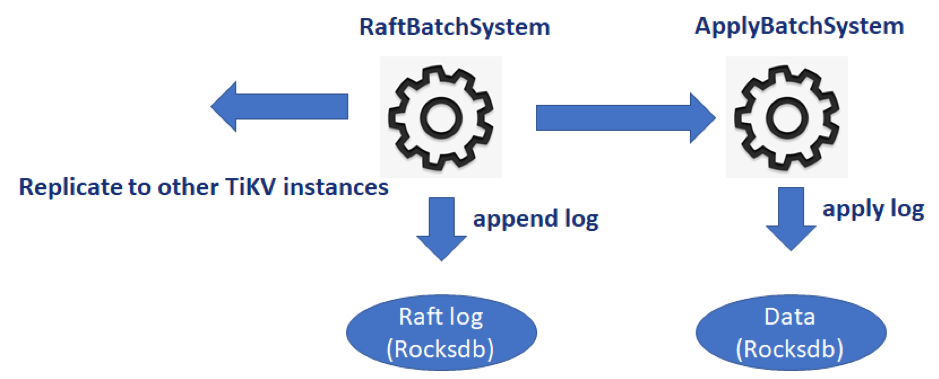 RaftBatchSystem
ApplyBatchSystem
Replicate to other TiKV instances
append log
apply log
Raft log
(Rocksdb)
Data
(Rocksdb)